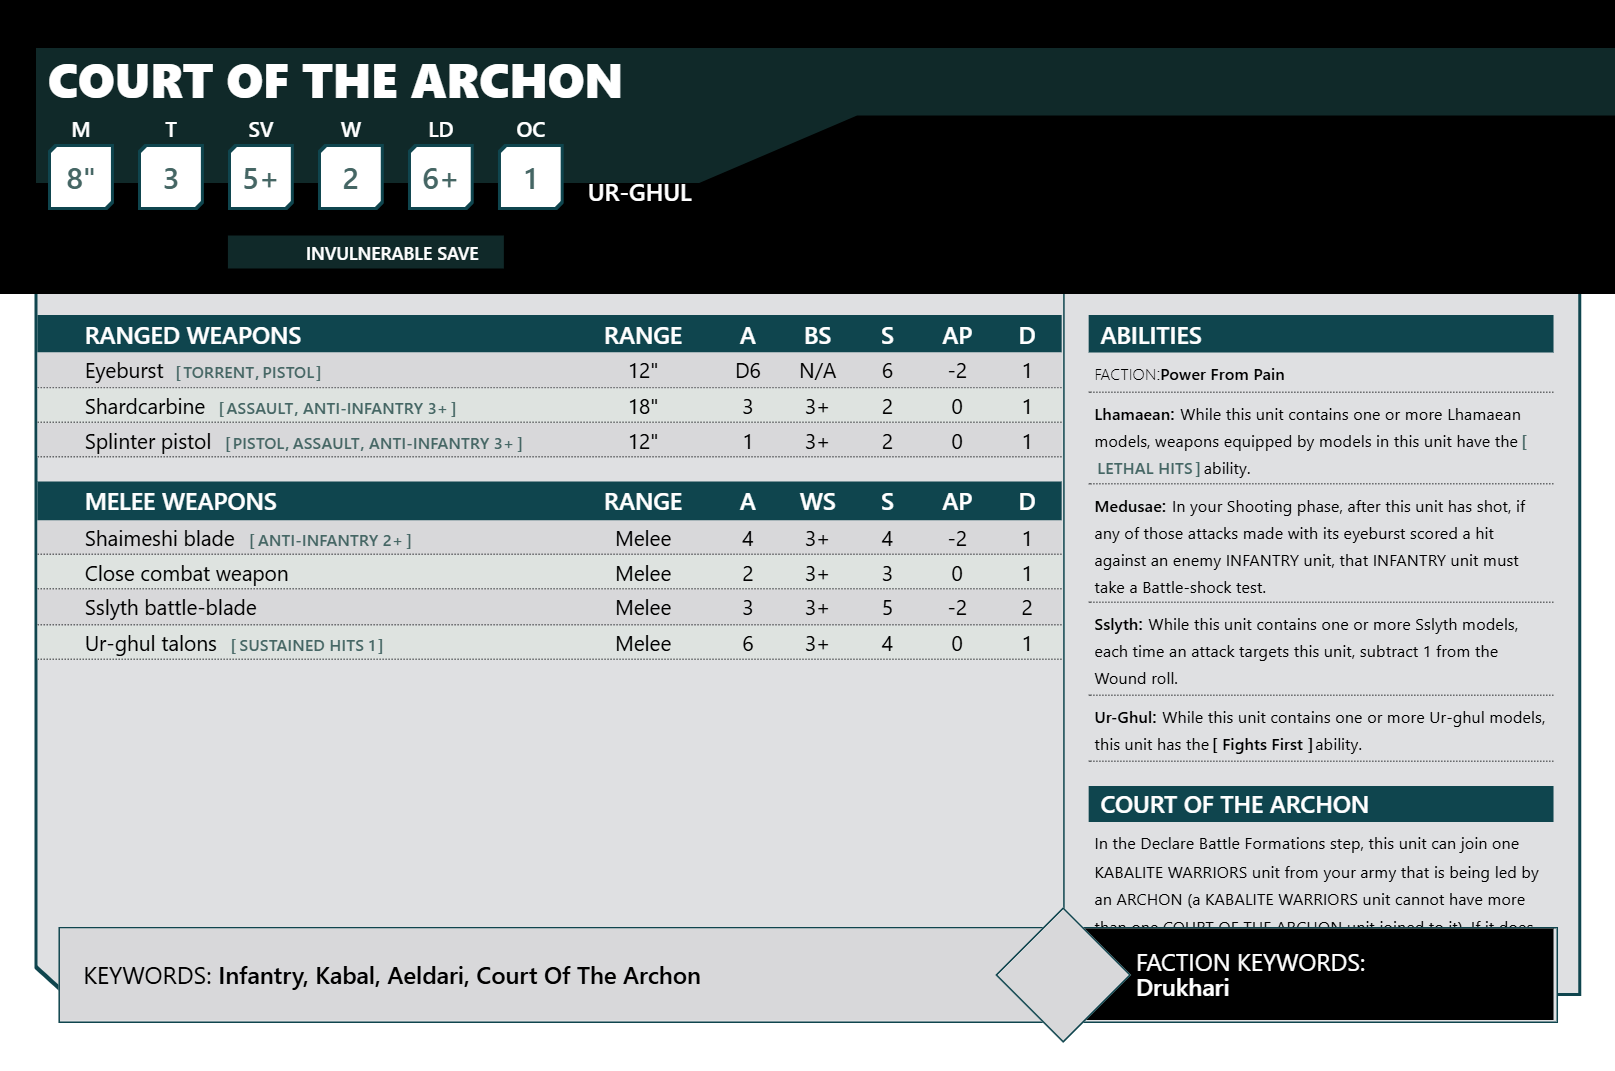 COURT OF THE ARCHON
M T SV W LD OC
8" 3 5+ 2 6+ 1 UR-GHUL
INVULNERABLE SAVE
RANGED WEAPONS RANGE A BS S AP D
Eyeburst [TORRENT, PISTOL] 12" D6 N/A 6 -2 1
Shardcarbine [ASSAULT, ANTI-INFANTRY 3+] 18" 3 3+ 2 0 1
Splinter pistol [PISTOL, ASSAULT, ANTI-INFANTRY 3+] 12" 1 3+ 2 0 1
MELEE WEAPONS RANGE A WS S AP D
Shaimeshi blade [ANTI-INFANTRY 2+] Melee 4 3+ 4 -2 1
Close combat weapon Melee 2 3+ 3 0 1
Sslyth battle-blade Melee 3 3+ 5 -2 2
Ur-ghul talons [SUSTAINED HITS 1] Melee 6 3+ 4 0 1
ABILITIES
FACTION:Power From Pain
Lhamaean: While this unit contains one or more Lhamaean
models, weapons equipped by models in this unit have the [
LETHAL HITS] ability.
Medusae: In your Shooting phase, after this unit has shot, if
any of those attacks made with its eyeburst scored a hit
against an enemy INFANTRY unit, that INFANTRY unit must
take a Battle-shock test.
Sslyth: While this unit contains one or more Sslyth models,
each time an attack targets this unit, subtract 1 from the
Wound roll.
Ur-Ghul: While this unit contains one or more Ur-ghul models,
this unit has the [ Fights First ] ability.
COURT OF THE ARCHON
In the Declare Battle Formations step, this unit can join one
KABALITE WARRIORS unit from your army that is being led by
an ARCHON (a KABALITE WARRIORS unit cannot have more
than one COURT OF THE ARCHON unit joined to it). If it does
KEYWORDS: Infantry, Kabal, Aeldari, Court Of The Archon
FACTION KEYWORDS:
Drukhari